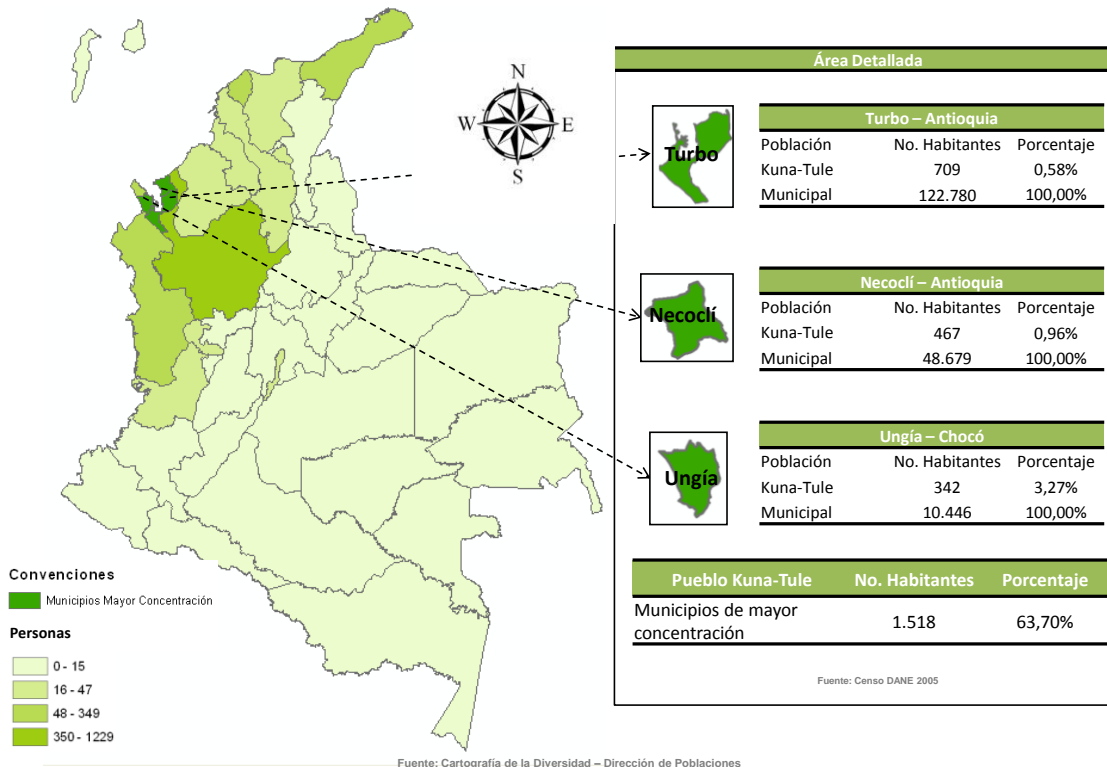 N
W E
S
Área Detallada
Turbo
Turbo – Antioquia
Población No. Habitantes Porcentaje
Kuna-Tule 709 0,58%
Municipal 122.780 100,00%
Necoclí
Necoclí – Antioquia
Población No. Habitantes Porcentaje
Kuna-Tule 467 0,96%
Municipal 48.679 100,00%
Ungía
Ungía – Chocó
Población No. Habitantes Porcentaje
Kuna-Tule 342 3,27%
Municipal 10.446 100,00%
Pueblo Kuna-Tule No. Habitantes Porcentaje
Municipios de mayor
concentración 1.518 63,70%
Fuente: Censo DANE 2005
Convenciones
Municipios Mayor Concentración
Personas
0 - 15
16 - 47
48 - 349
350 - 1229
Fuente: Cartografía de la Diversidad – Dirección de Poblaciones